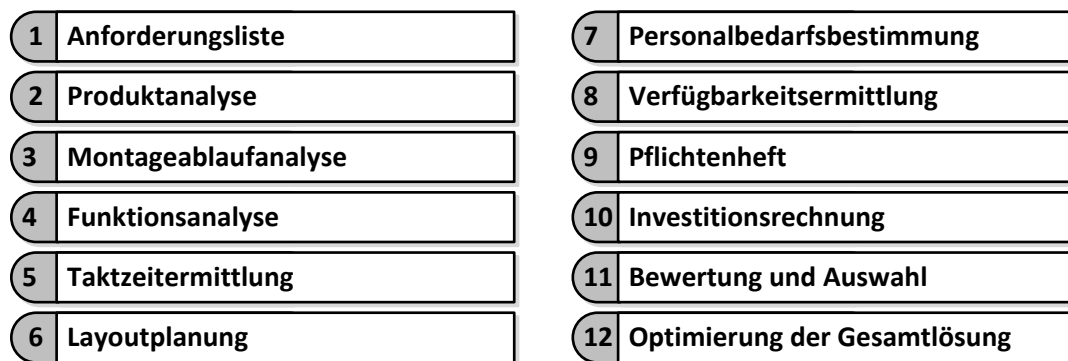 1 Anforderungsliste
2 Produktanalyse
3 Montageablaufanalyse
4 Funktionsanalyse
5 Taktzeitermittlung
6 Layoutplanung
7 Personalbedarfsbestimmung
8 Verfügbarkeitsermittlung
9 Pflichtenheft
10 Investitionsrechnung
11 Bewertung und Auswahl
12 Optimierung der Gesamtlösung